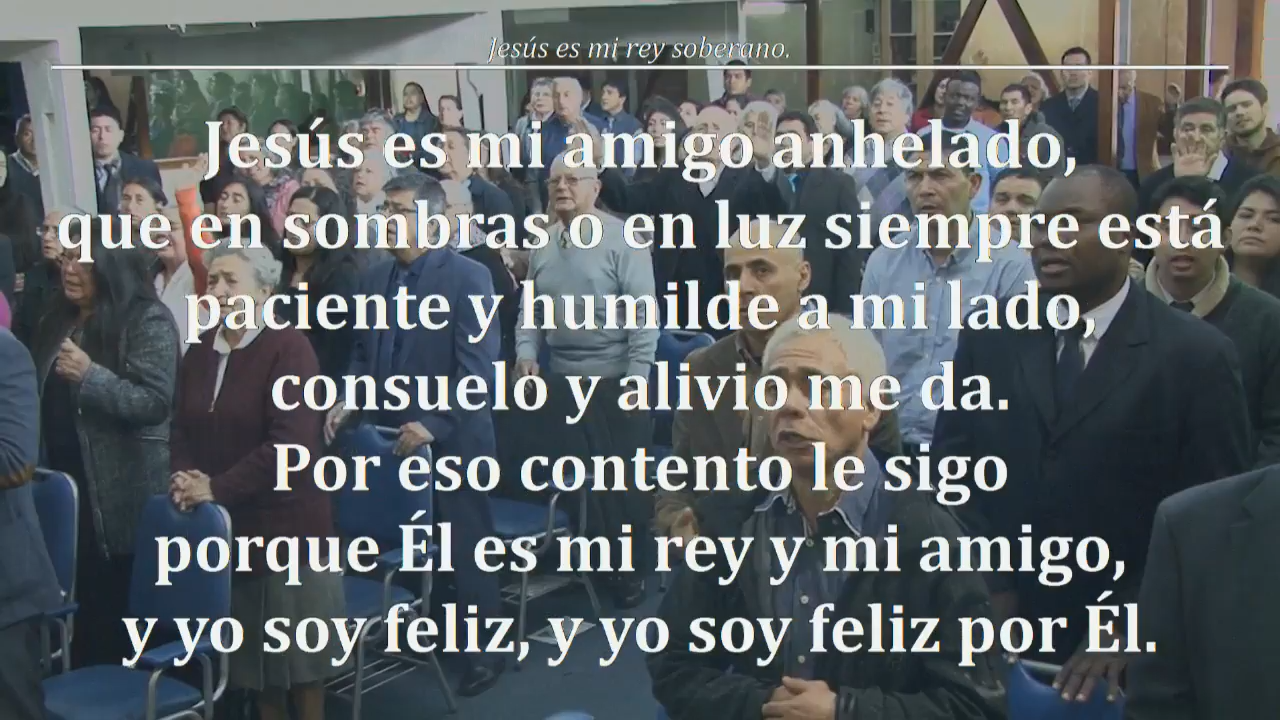 Jesús es mi rey soberano.
Jesús es mi amigo anhelado,
que en sombras o en luz siempre está
paciente y humilde a mi lado,
consuelo y alivio me da.
Por eso contento le sigo
porque Él es mi rey y mi amigo,
y yo soy feliz, y yo soy feliz por Él.